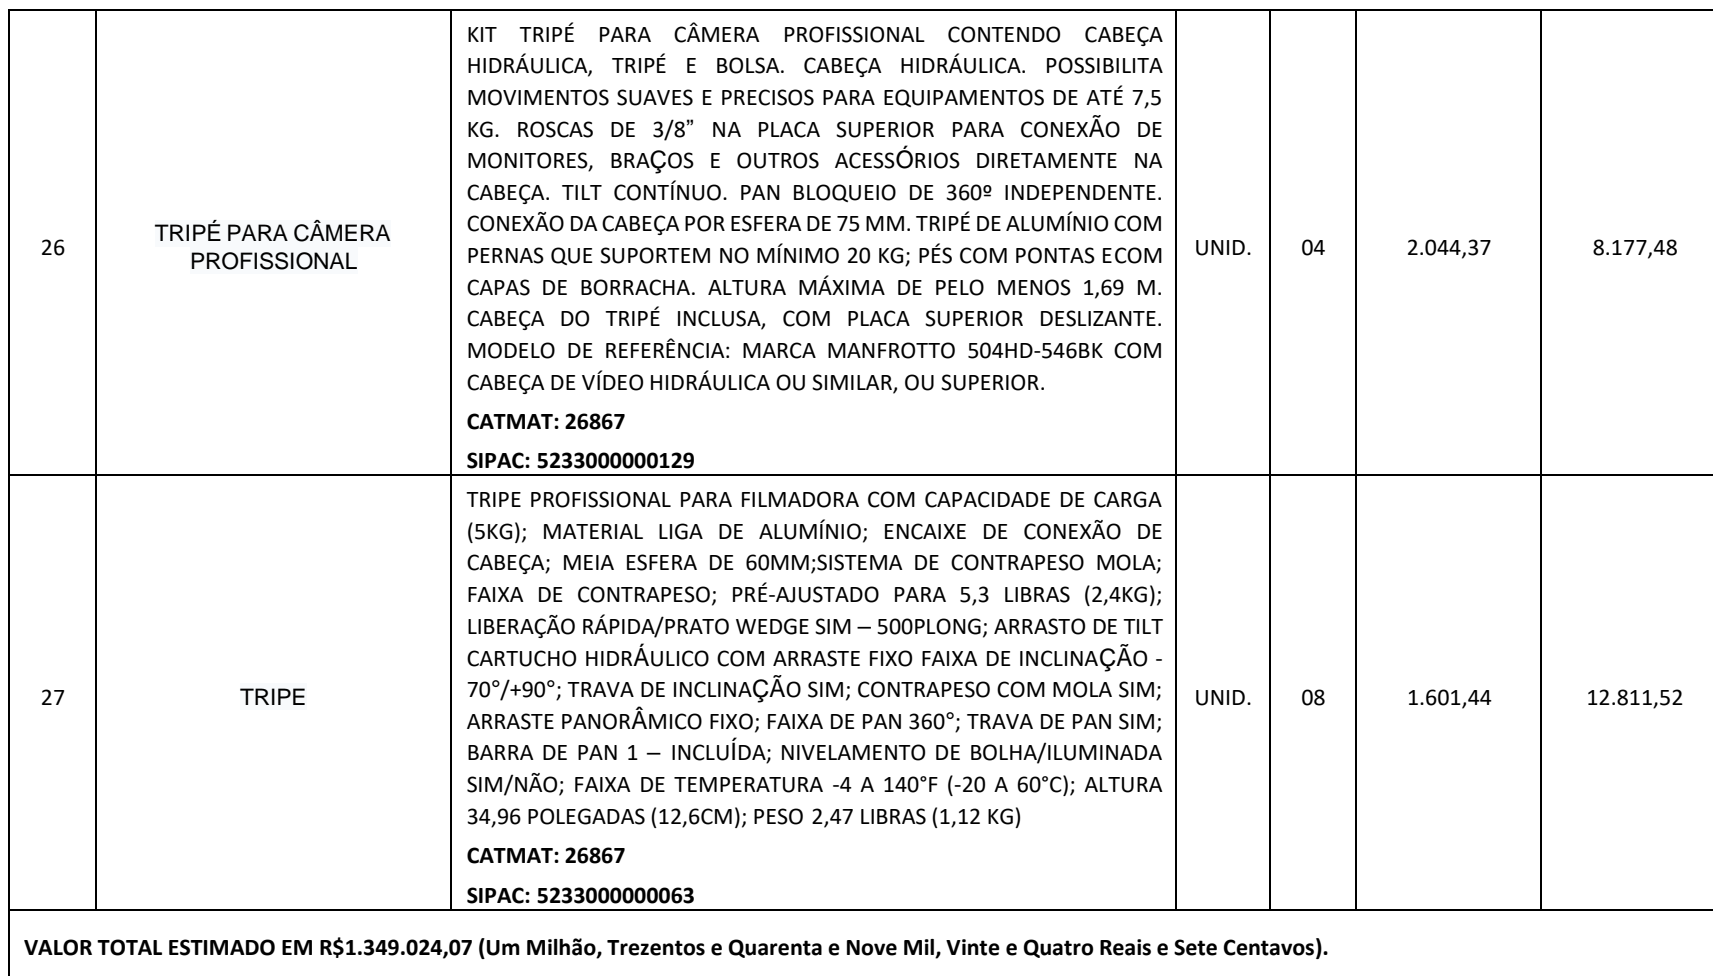 KIT TRIPÉ PARA CÂMERA PROFISSIONAL CONTENDO CABEÇA
HIDRÁULICA, TRIPÉ E BOLSA. CABEÇA HIDRÁULICA. POSSIBILITA
MOVIMENTOS SUAVES E PRECISOS PARA EQUIPAMENTOS DE ATÉ 7,5
KG. ROSCAS DE 3/8” NA PLACA SUPERIOR PARA CONEXÃO DE
MONITORES, BRAÇOS E OUTROS ACESSÓRIOS DIRETAMENTE NA
CABEÇA. TILT CONTÍNUO. PAN BLOQUEIO DE 360º INDEPENDENTE.
CONEXÃO DA CABEÇA POR ESFERA DE 75 MM. TRIPÉ DE ALUMÍNIO COM
PERNAS QUE SUPORTEM NO MÍNIMO 20 KG; PÉS COM PONTAS ECOM
CAPAS DE BORRACHA. ALTURA MÁXIMA DE PELO MENOS 1,69 M.
CABEÇA DO TRIPÉ INCLUSA, COM PLACA SUPERIOR DESLIZANTE.
MODELO DE REFERÊNCIA: MARCA MANFROTTO 504HD-546BK COM
CABEÇA DE VÍDEO HIDRÁULICA OU SIMILAR, OU SUPERIOR.
CATMAT: 26867
SIPAC: 5233000000129
26
TRIPÉ PARA CÂMERA
PROFISSIONAL
UNID.
04
2.044,37
8.177,48
TRIPE PROFISSIONAL PARA FILMADORA COM CAPACIDADE DE CARGA
(5KG); MATERIAL LIGA DE ALUMÍNIO; ENCAIXE DE CONEXÃO DE
CABEÇA; MEIA ESFERA DE 60MM;SISTEMA DE CONTRAPESO MOLA;
FAIXA DE CONTRAPESO; PRÉ-AJUSTADO PARA 5,3 LIBRAS (2,4KG);
LIBERAÇÃO RÁPIDA/PRATO WEDGE SIM – 500PLONG; ARRASTO DE TILT
CARTUCHO HIDRÁULICO COM ARRASTE FIXO FAIXA DE INCLINAÇÃO -
70°/+90°; TRAVA DE INCLINAÇÃO SIM; CONTRAPESO COM MOLA SIM;
ARRASTE PANORÂMICO FIXO; FAIXA DE PAN 360°; TRAVA DE PAN SIM;
BARRA DE PAN 1 – INCLUÍDA; NIVELAMENTO DE BOLHA/ILUMINADA
SIM/NÃO; FAIXA DE TEMPERATURA -4 A 140°F (-20 A 60°C); ALTURA
34,96 POLEGADAS (12,6CM); PESO 2,47 LIBRAS (1,12 KG)
CATMAT: 26867
SIPAC: 5233000000063
27
TRIPE
UNID.
08
1.601,44
12.811,52
VALOR TOTAL ESTIMADO EM R$1.349.024,07 (Um Milhão, Trezentos e Quarenta e Nove Mil, Vinte e Quatro Reais e Sete Centavos).